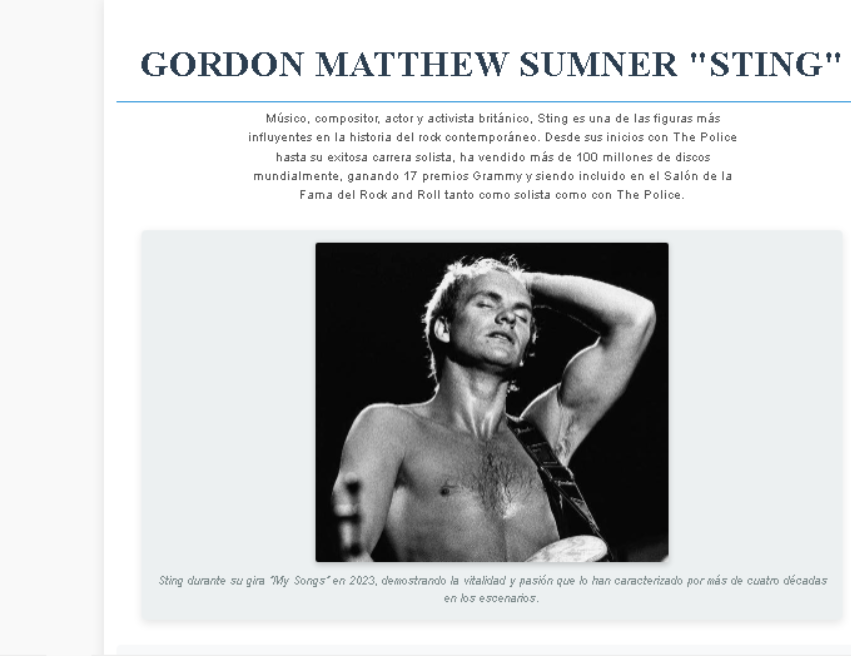 GORDON MATTHEW SUMNER "STING"
Músico, compositor, actor y activista británico, Sting es una de las figuras más
influyentes en la historia del rock contemporáneo. Desde sus inicios con The Police
hasta su exitosa carrera solista, ha vendido más de 100 millones de discos
mundialmente, ganando 17 premios Grammy y siendo incluido en el Salón de la
Fama del Rock and Roll tanto como solista como con The Police.
Sting durante su gira "My Songs" en 2023, demostrando la vitalidad y pasión que lo han caracterizado por más de cuatro décadas
en los escenarios.